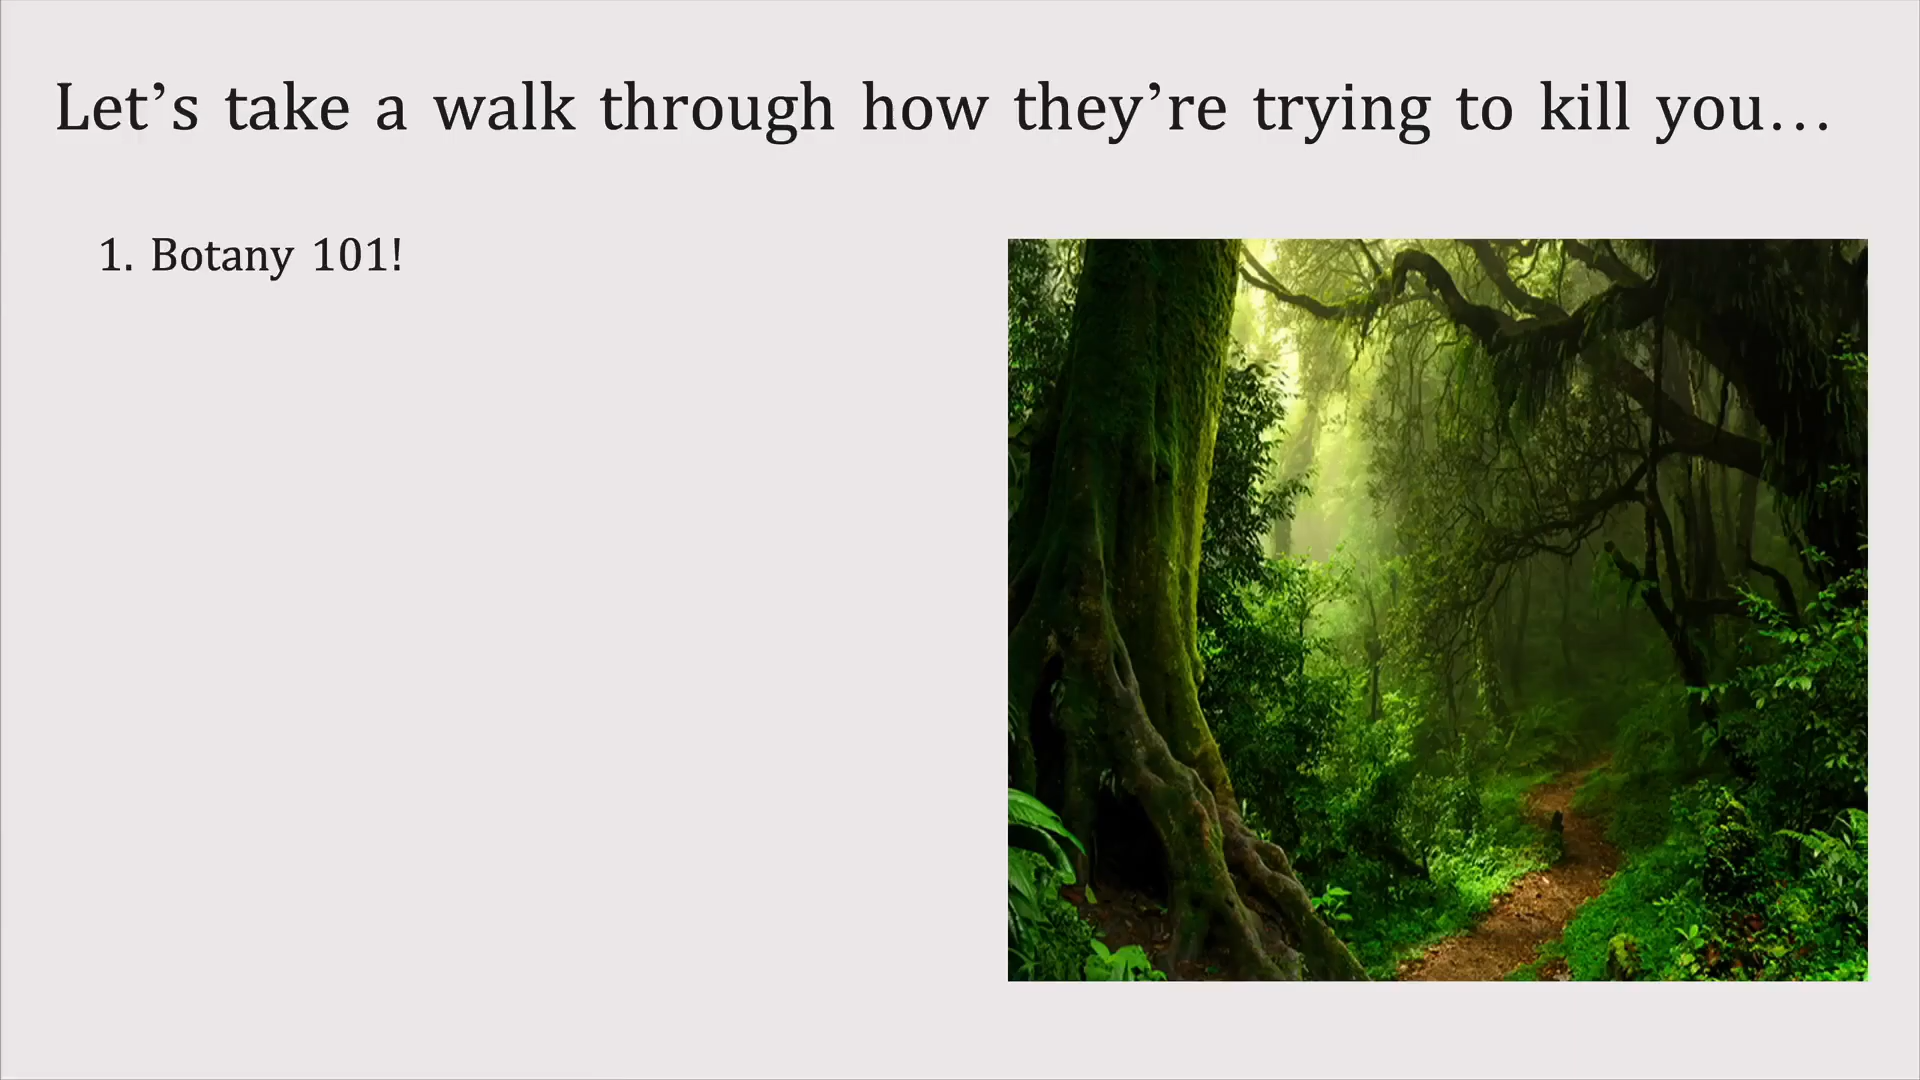 Let’s take a walk through how they’re trying to kill you…
1. Botany 101!